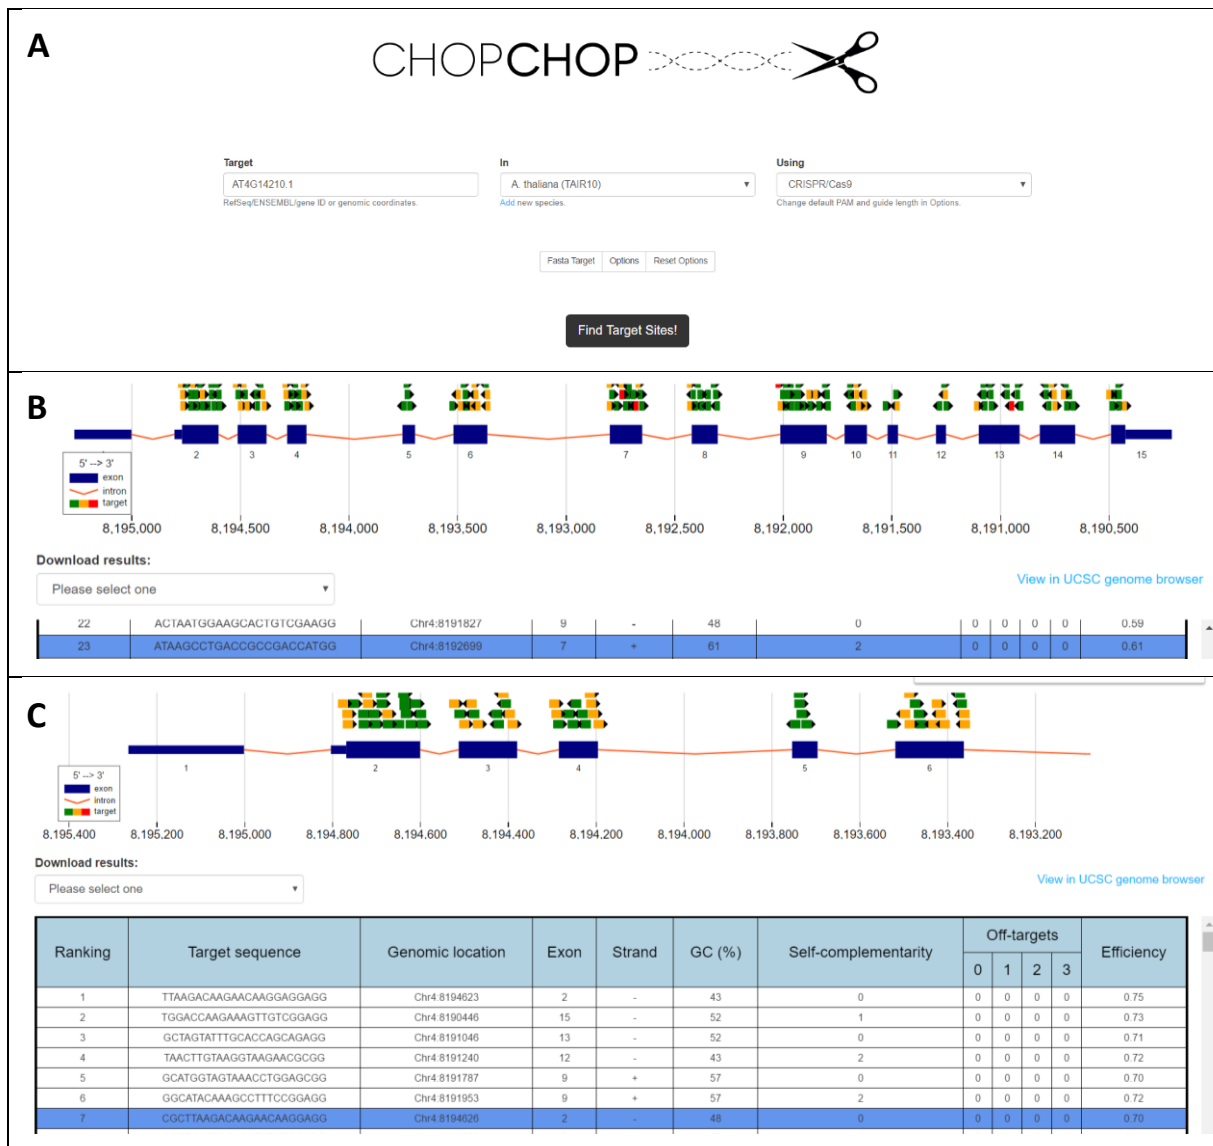 A
CHOPCHOP
Target
In
Using
AT4G14210.1
A. thaliana (TAIR10)
CRISPR/Cas9
RefSeq/ENSEMBL/gene ID or genomic coordinates.
Add new species.
Change default PAM and guide length in Options.
Fasta Target
Options
Reset Options
Find Target Sites!
B
2 3 4 5 6 7 8 9 10 11 12 13 14 15
5' --> 3'
exon
intron
target
8,195,000 8,194,500 8,194,000 8,193,500 8,193,000 8,192,500 8,192,000 8,191,500 8,191,000 8,190,500
Download results:
Please select one
View in UCSC genome browser
22 ACTAATGGAAGCACTGTCGAAGG Chr4:8191827 9 - 48 0 0 0 0 0 0.59
23 ATAAGCCTGACCGCCGACCATGG Chr4:8192699 7 + 61 2 0 0 0 0 0.61
C
1 2 3 4 5 6
5' --> 3'
exon
intron
target
8,195,400 8,195,200 8,195,000 8,194,800 8,194,600 8,194,400 8,194,200 8,194,000 8,193,800 8,193,600 8,193,400 8,193,200
Download results:
Please select one
View in UCSC genome browser
Ranking Target sequence Genomic location Exon Strand GC (%) Self-complementarity Off-targets Efficiency
0 1 2 3
1 TTAAGACAAGAACAAGGAGGAGG Chr4:8194623 2 - 43 0 0 0 0 0 0.75
2 TGGACCAAGAAAGTTGTCGGAGG Chr4:8190446 15 - 52 1 0 0 0 0 0.73
3 GCTAGTATTTGCACCAGCAGAGG Chr4:8191046 13 - 52 0 0 0 0 0 0.71
4 TAACTTGTAAGGTAAGAACGCGG Chr4:8191240 12 - 43 2 0 0 0 0 0.72
5 GCATGGTAGTAAACCTGGAGCGG Chr4:8191787 9 + 57 0 0 0 0 0 0.70
6 GGCATACAAAGCCTTTCCGGAGG Chr4:8191953 9 + 57 2 0 0 0 0 0.72
7 CGCTTAAGACAAGAACAAGGAGG Chr4:8194626 2 - 48 0 0 0 0 0 0.70